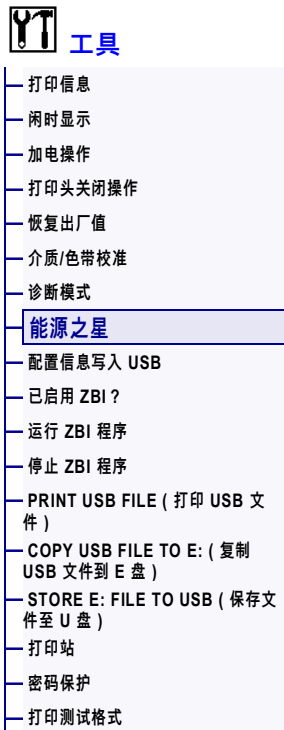 工具
打印信息
闲时显示
加电操作
打印头关闭操作
恢复出厂值
介质/色带校准
诊断模式
能源之星
配置信息写入 USB
已启用 ZBI？
运行 ZBI 程序
停止 ZBI 程序
PRINT USB FILE ( 打印 USB 文
件 )
COPY USB FILE TO E: ( 复制
USB 文件到 E 盘 )
STORE E: FILE TO USB ( 保存文
件至 U 盘 )
打印站
密码保护
打印测试格式